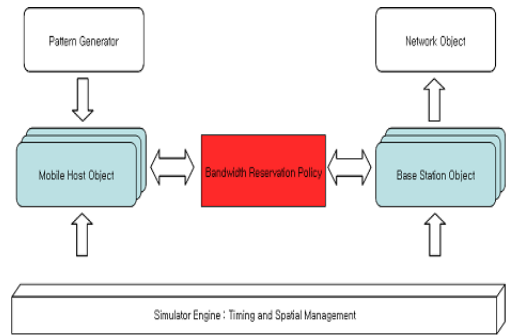 Pattern Generator
Network Object
Mobile Host Object
Bandwidth Reservation Policy
Base Station Object
Simulator Engine : Timing and Spatial Management